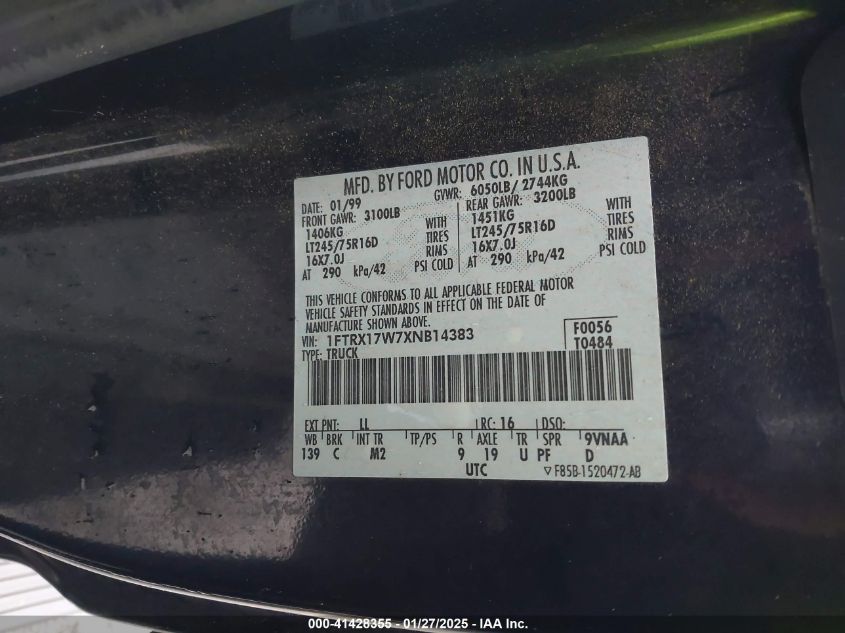 MFD. BY FORD MOTOR CO. IN U.S.A.
DATE: 01/99 GVWR: 6050LB/ 2744KG
FRONT GAWR: 3100LB REAR GAWR: 3200LB
1406KG WITH 1451KG WITH
LT245/75R16D TIRES LT245/75R16D TIRES
16X7.0J RIMS 16X7.0J RIMS
AT 290 kPa/42 PSI COLD AT 290 kPa/42 PSI COLD
THIS VEHICLE CONFORMS TO ALL APPLICABLE FEDERAL MOTOR
VEHICLE SAFETY STANDARDS IN EFFECT ON THE DATE OF
MANUFACTURE SHOWN ABOVE.
VIN: 1FTRX17W7XNB14383 F0056
TYPE: TRUCK T0484
EXT PNT: LL RC: 16 DSO:
WB BRK INT TR TP/PS R AXLE TR SPR 9VNAA
139 C M2 9 19 U PF D
UTC ▽ F85B-1520472-AB
000-41428355 - 01/27/2025 - IAA Inc.